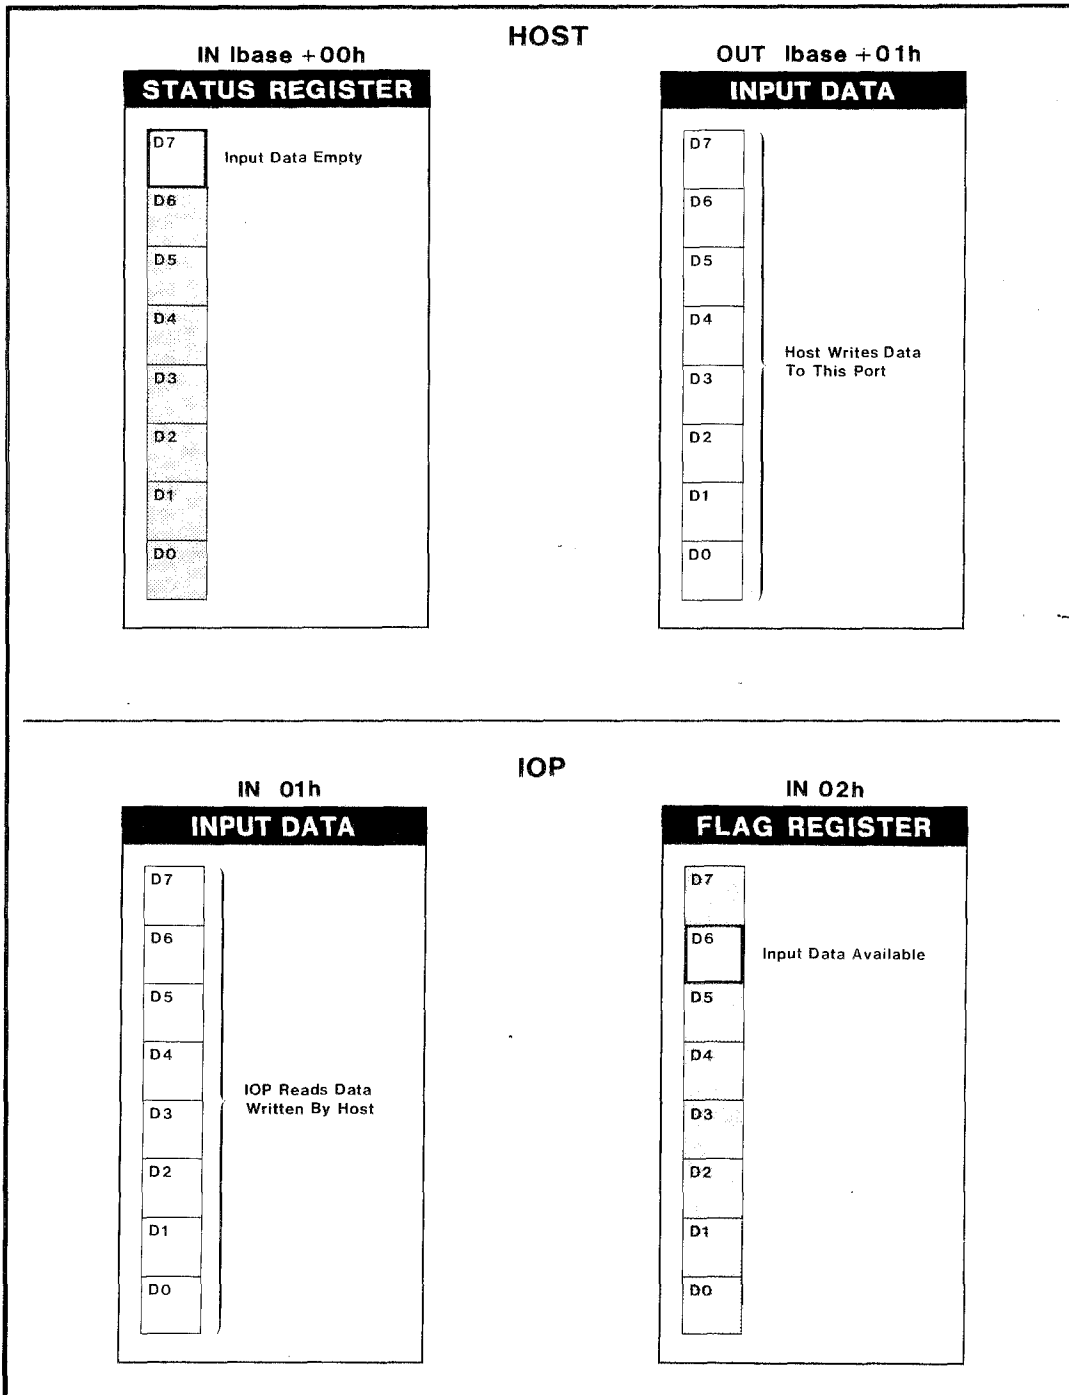 HOST
IN Ibase +00h
STATUS REGISTER
D7
Input Data Empty
D6
D5
D4
D3
D2
D1
D0
OUT Ibase +01h
INPUT DATA
D7
D6
D5
D4
D3
D2
D1
D0
Host Writes Data
To This Port
IOP
IN 01h
INPUT DATA
D7
D6
D5
D4
D3
D2
D1
D0
IOP Reads Data
Written By Host
IN 02h
FLAG REGISTER
D7
D6
Input Data Available
D5
D4
D3
D2
D1
D0